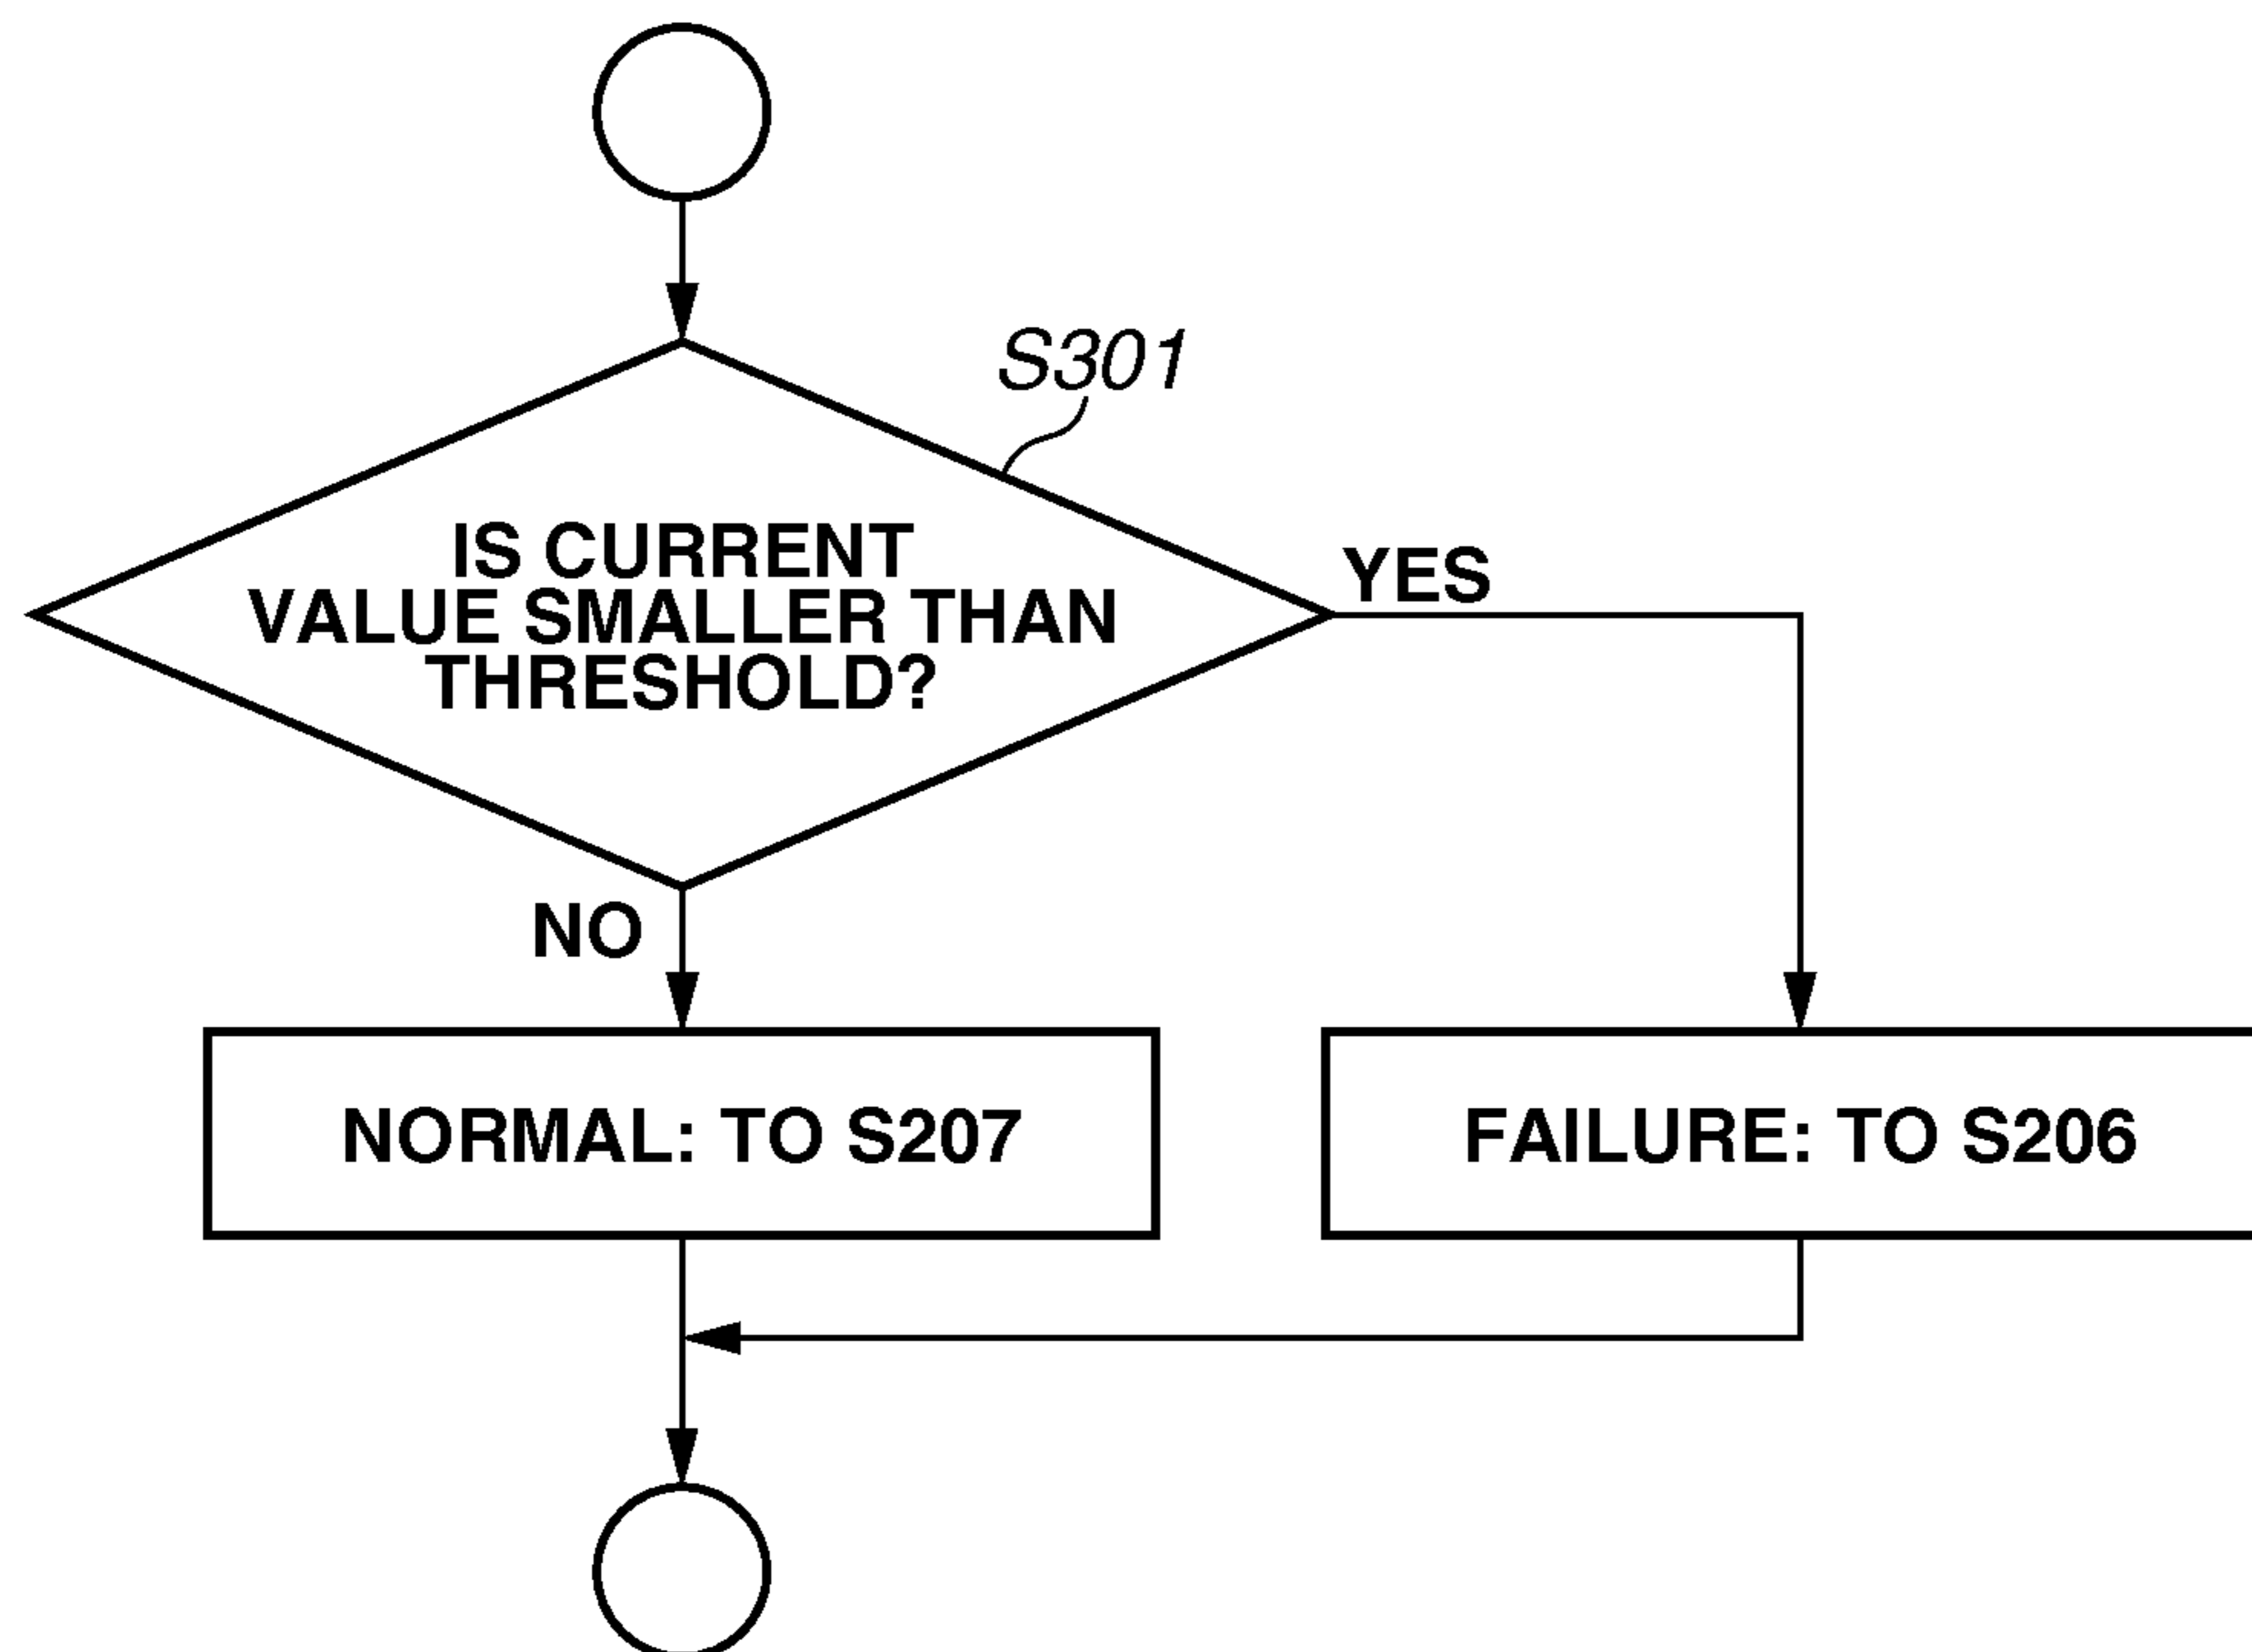 S301
IS CURRENT
VALUE SMALLER THAN
THRESHOLD?
YES
NO
NORMAL: TO S207
FAILURE: TO S206